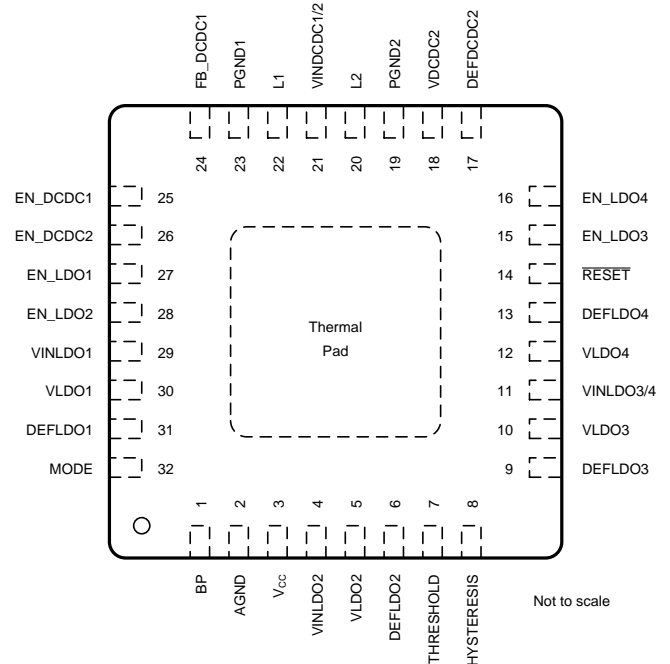 FB_DCDC1
PGND1
L1
VINDCDC1/2
L2
PGND2
VDCDC2
DEFDCDC2
24
23
22
21
20
19
18
17
EN_DCDC1 25
EN_DCDC2 26
EN_LDO1 27
EN_LDO2 28
VINLDO1 29
VLDO1 30
DEFLDO1 31
MODE 32
16 EN_LDO4
15 EN_LDO3
14 RESET
13 DEFLDO4
12 VLDO4
11 VINLDO3/4
10 VLDO3
9 DEFLDO3
Thermal
Pad
1
2
3
4
5
6
7
8
BP
AGND
VCC
VINLDO2
VLDO2
DEFLDO2
THRESHOLD
HYSTERESIS
Not to scale